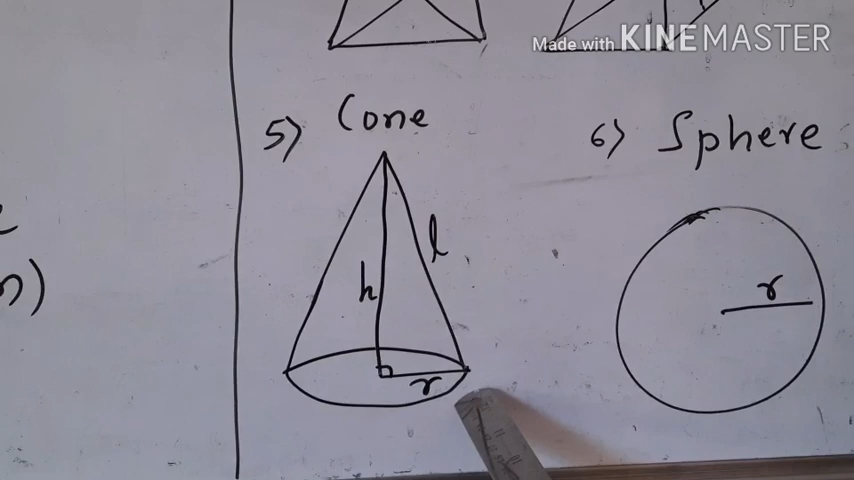 Made with KINEMASTER
5) Cone
6) Sphere
l
h
r
r
n)